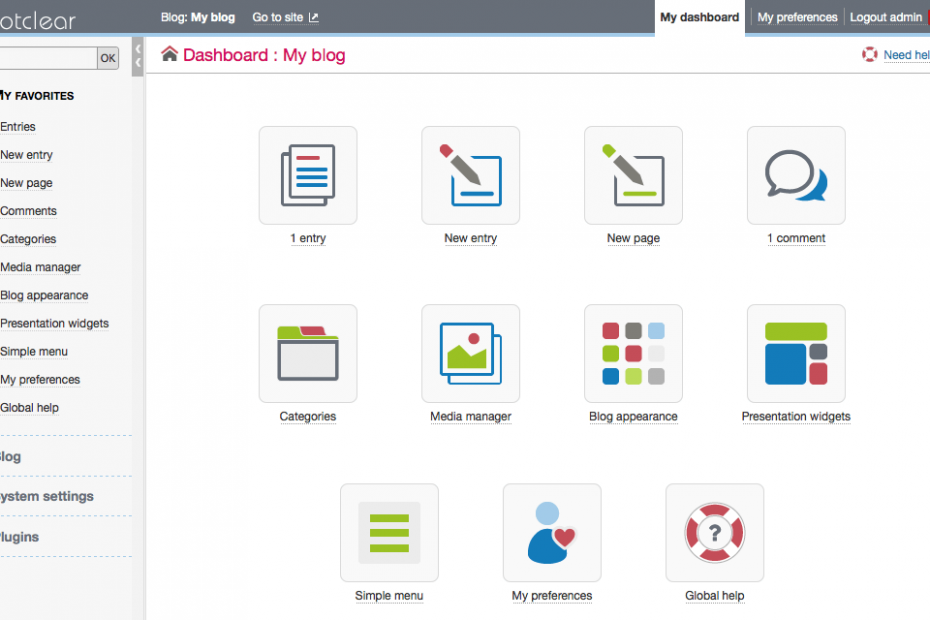 otclear
Blog: My blog
Go to site
My dashboard
My preferences
Logout admin
OK
Dashboard : My blog
Need hel
MY FAVORITES
Entries
New entry
New page
Comments
Categories
Media manager
Blog appearance
Presentation widgets
Simple menu
My preferences
Global help
log
ystem settings
lugins
1 entry
New entry
New page
1 comment
Categories
Media manager
Blog appearance
Presentation widgets
?
Simple menu
My preferences
Global help